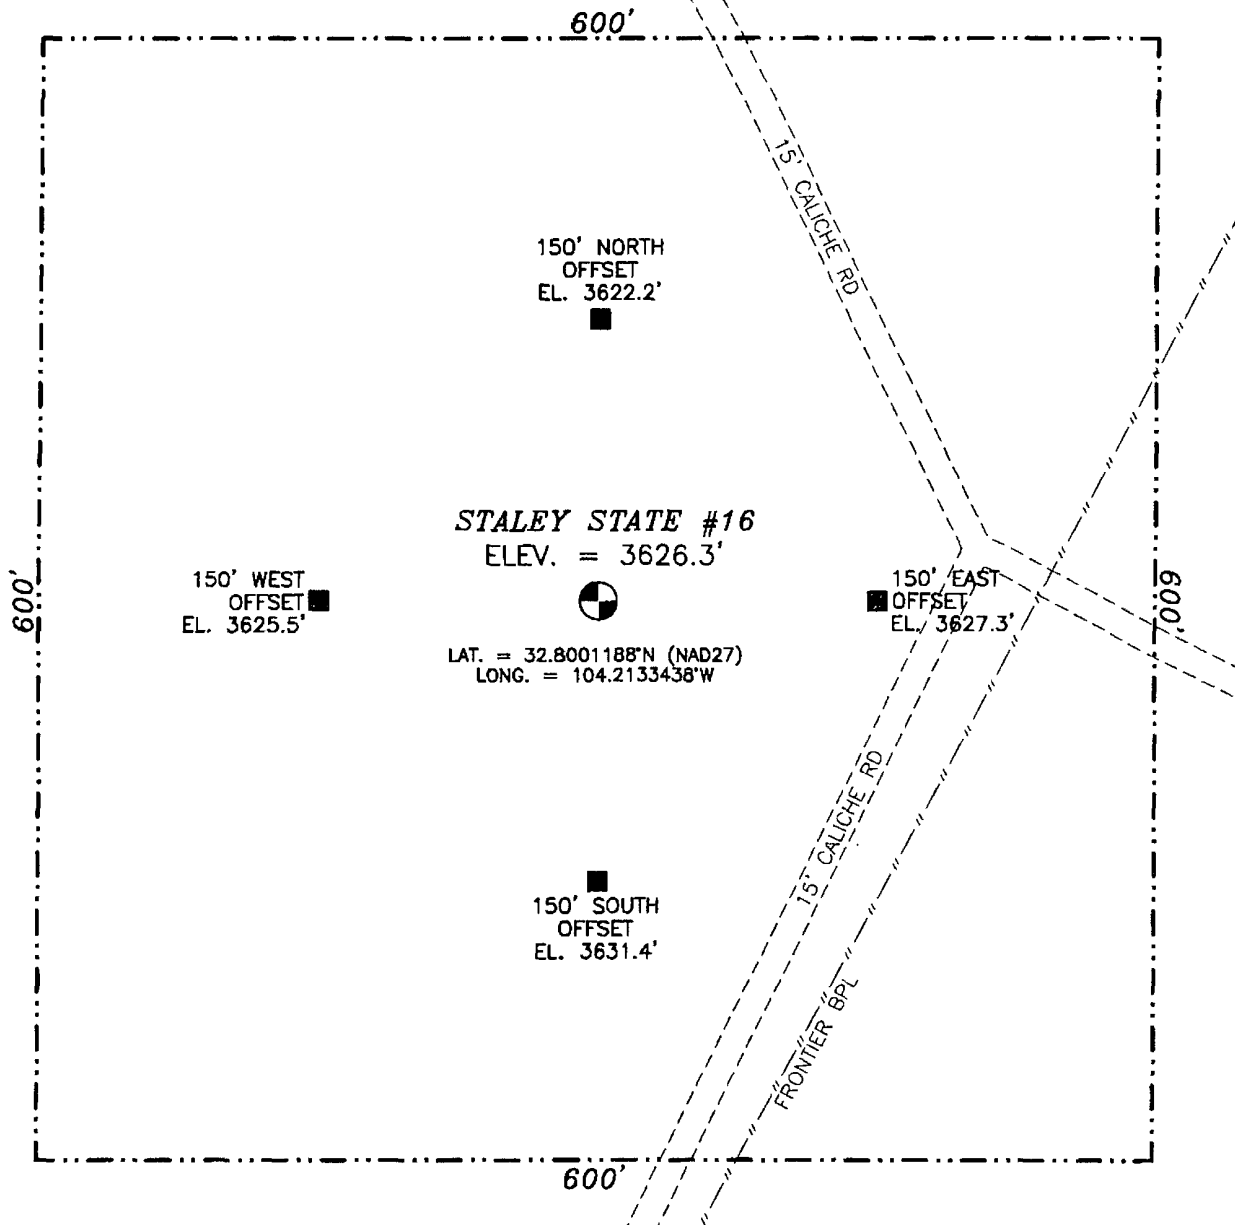 600'
15' CALICHE RD
150' NORTH
OFFSET
EL. 3622.2'
STALEY STATE #16
ELEV. = 3626.3'
600'
150' WEST
OFFSET
EL. 3625.5'
150' EAST
OFFSET
EL. 3627.3'
600'
LAT. = 32.8001188°N (NAD27)
LONG. = 104.2133438°W
15' CALICHE RD
150' SOUTH
OFFSET
EL. 3631.4'
FRONTIER BPL
600'